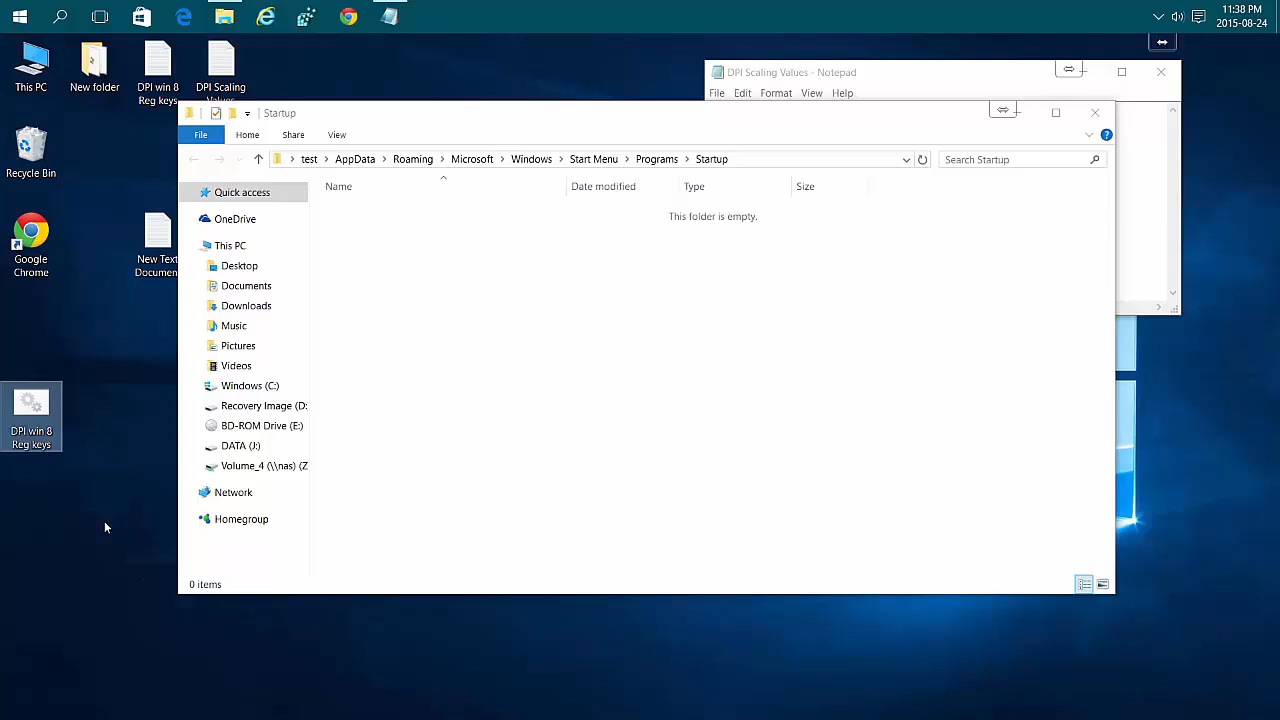 11:38 PM
2015-08-24
This PC
New folder
DPI win 8
Reg keys
DPI Scaling
Values
Recycle Bin
Google
Chrome
New Text
Documen
DPI win 8
Reg keys
DPI Scaling Values - Notepad
File Edit Format View Help
Startup
File Home Share View
test AppData Roaming Microsoft Windows Start Menu Programs Startup
Search Startup
Name Date modified Type Size
This folder is empty.
Quick access
OneDrive
This PC
Desktop
Documents
Downloads
Music
Pictures
Videos
Windows (C:)
Recovery Image (D:
BD-ROM Drive (E:)
DATA (J:)
Volume_4 (\\nas) (Z
Network
Homegroup
0 items